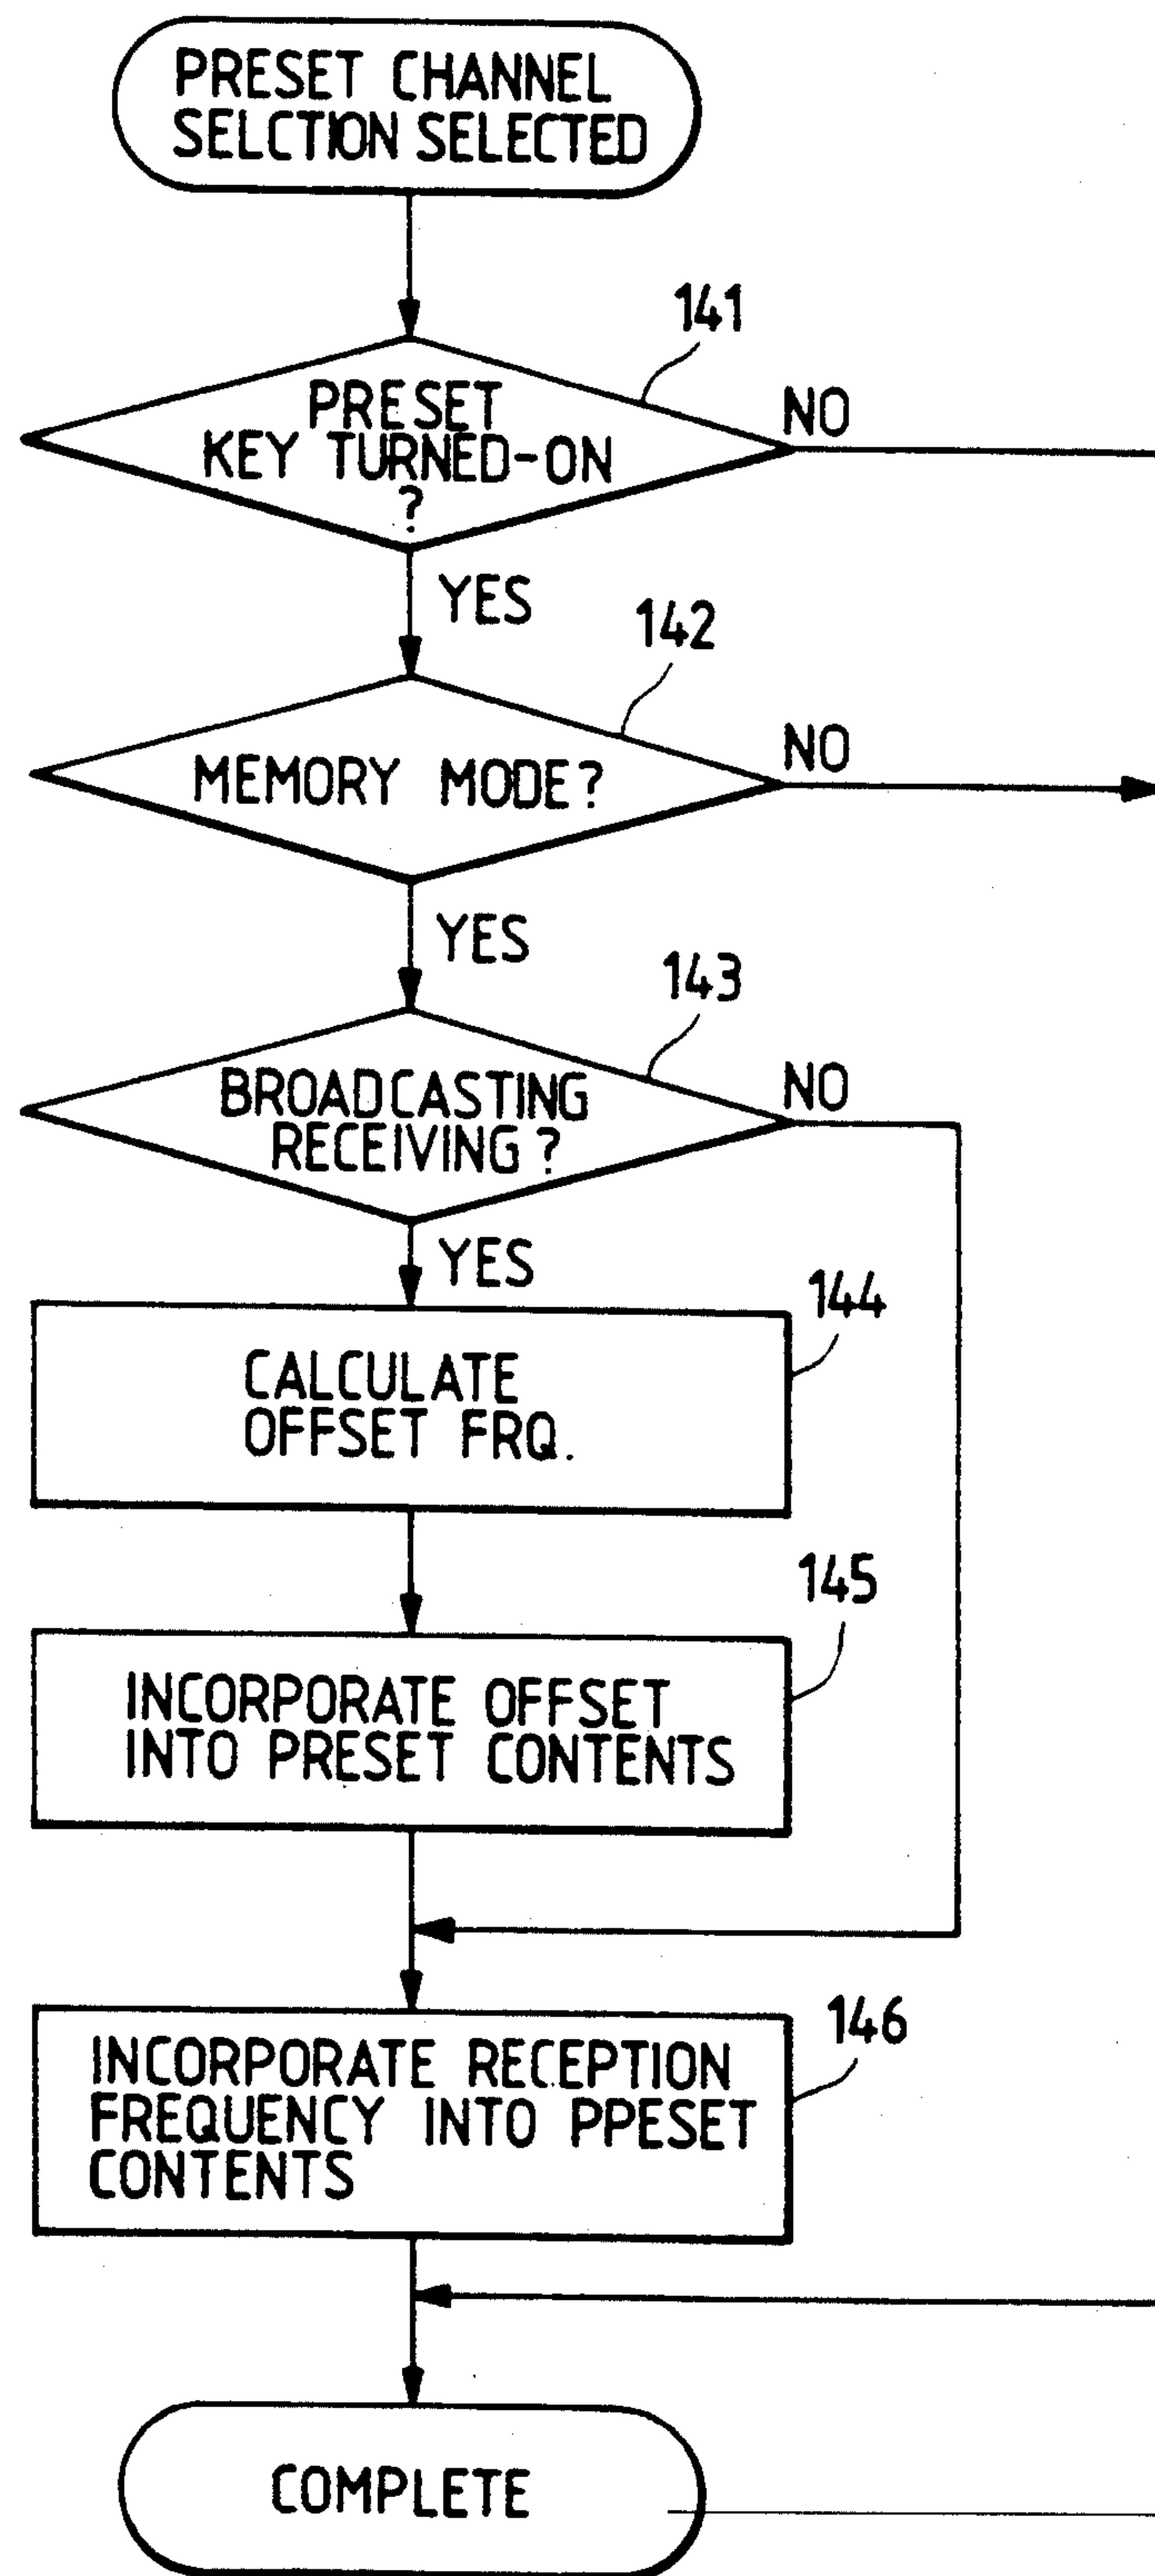 PRESET CHANNEL
SELCTION SELECTED
141
PRESET
KEY TURNED-ON
?
NO
YES
142
MEMORY MODE?
NO
YES
143
BROADCASTING
RECEIVING?
NO
YES
144
CALCULATE
OFFSET FRQ.
145
INCORPORATE OFFSET
INTO PRESET CONTENTS
146
INCORPORATE RECEPTION
FREQUENCY INTO PPESET
CONTENTS
COMPLETE